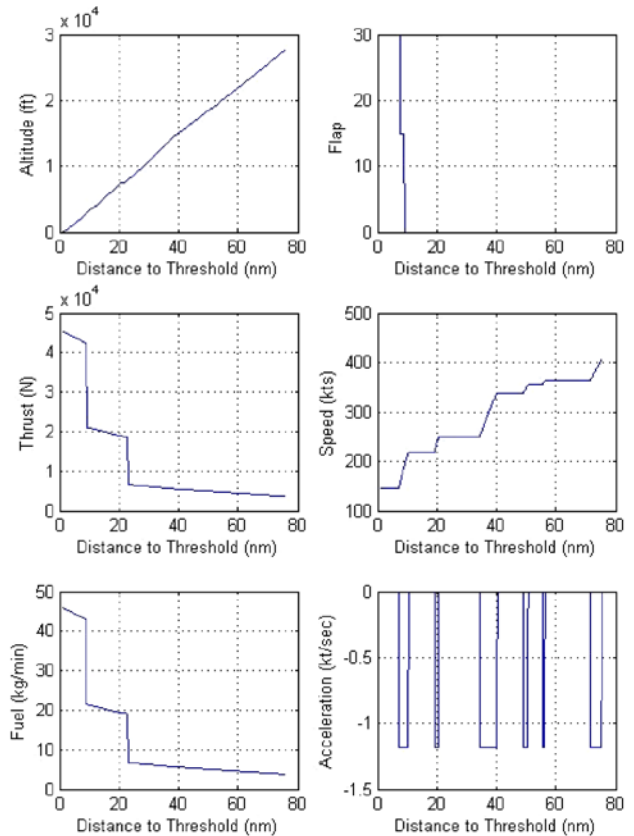 3 x 10^4
2
1
0
Altitude (ft)
0 20 40 60 80
Distance to Threshold (nm)
30
20
10
0
Flap
0 20 40 60 80
Distance to Threshold (nm)
5 x 10^4
4
3
2
1
0
Thrust (N)
0 20 40 60 80
Distance to Threshold (nm)
500
400
300
200
100
Speed (kts)
0 20 40 60 80
Distance to Threshold (nm)
50
40
30
20
10
0
Fuel (kg/min)
0 20 40 60 80
Distance to Threshold (nm)
0
-0.5
-1
-1.5
Acceleration (kt/sec)
0 20 40 60 80
Distance to Threshold (nm)